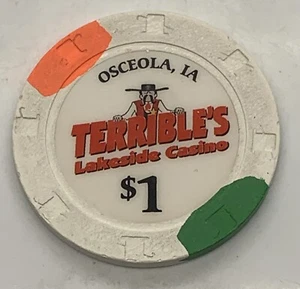 OSCEOLA, IA
TERRIBLE'S
Lakeside Casino
$1